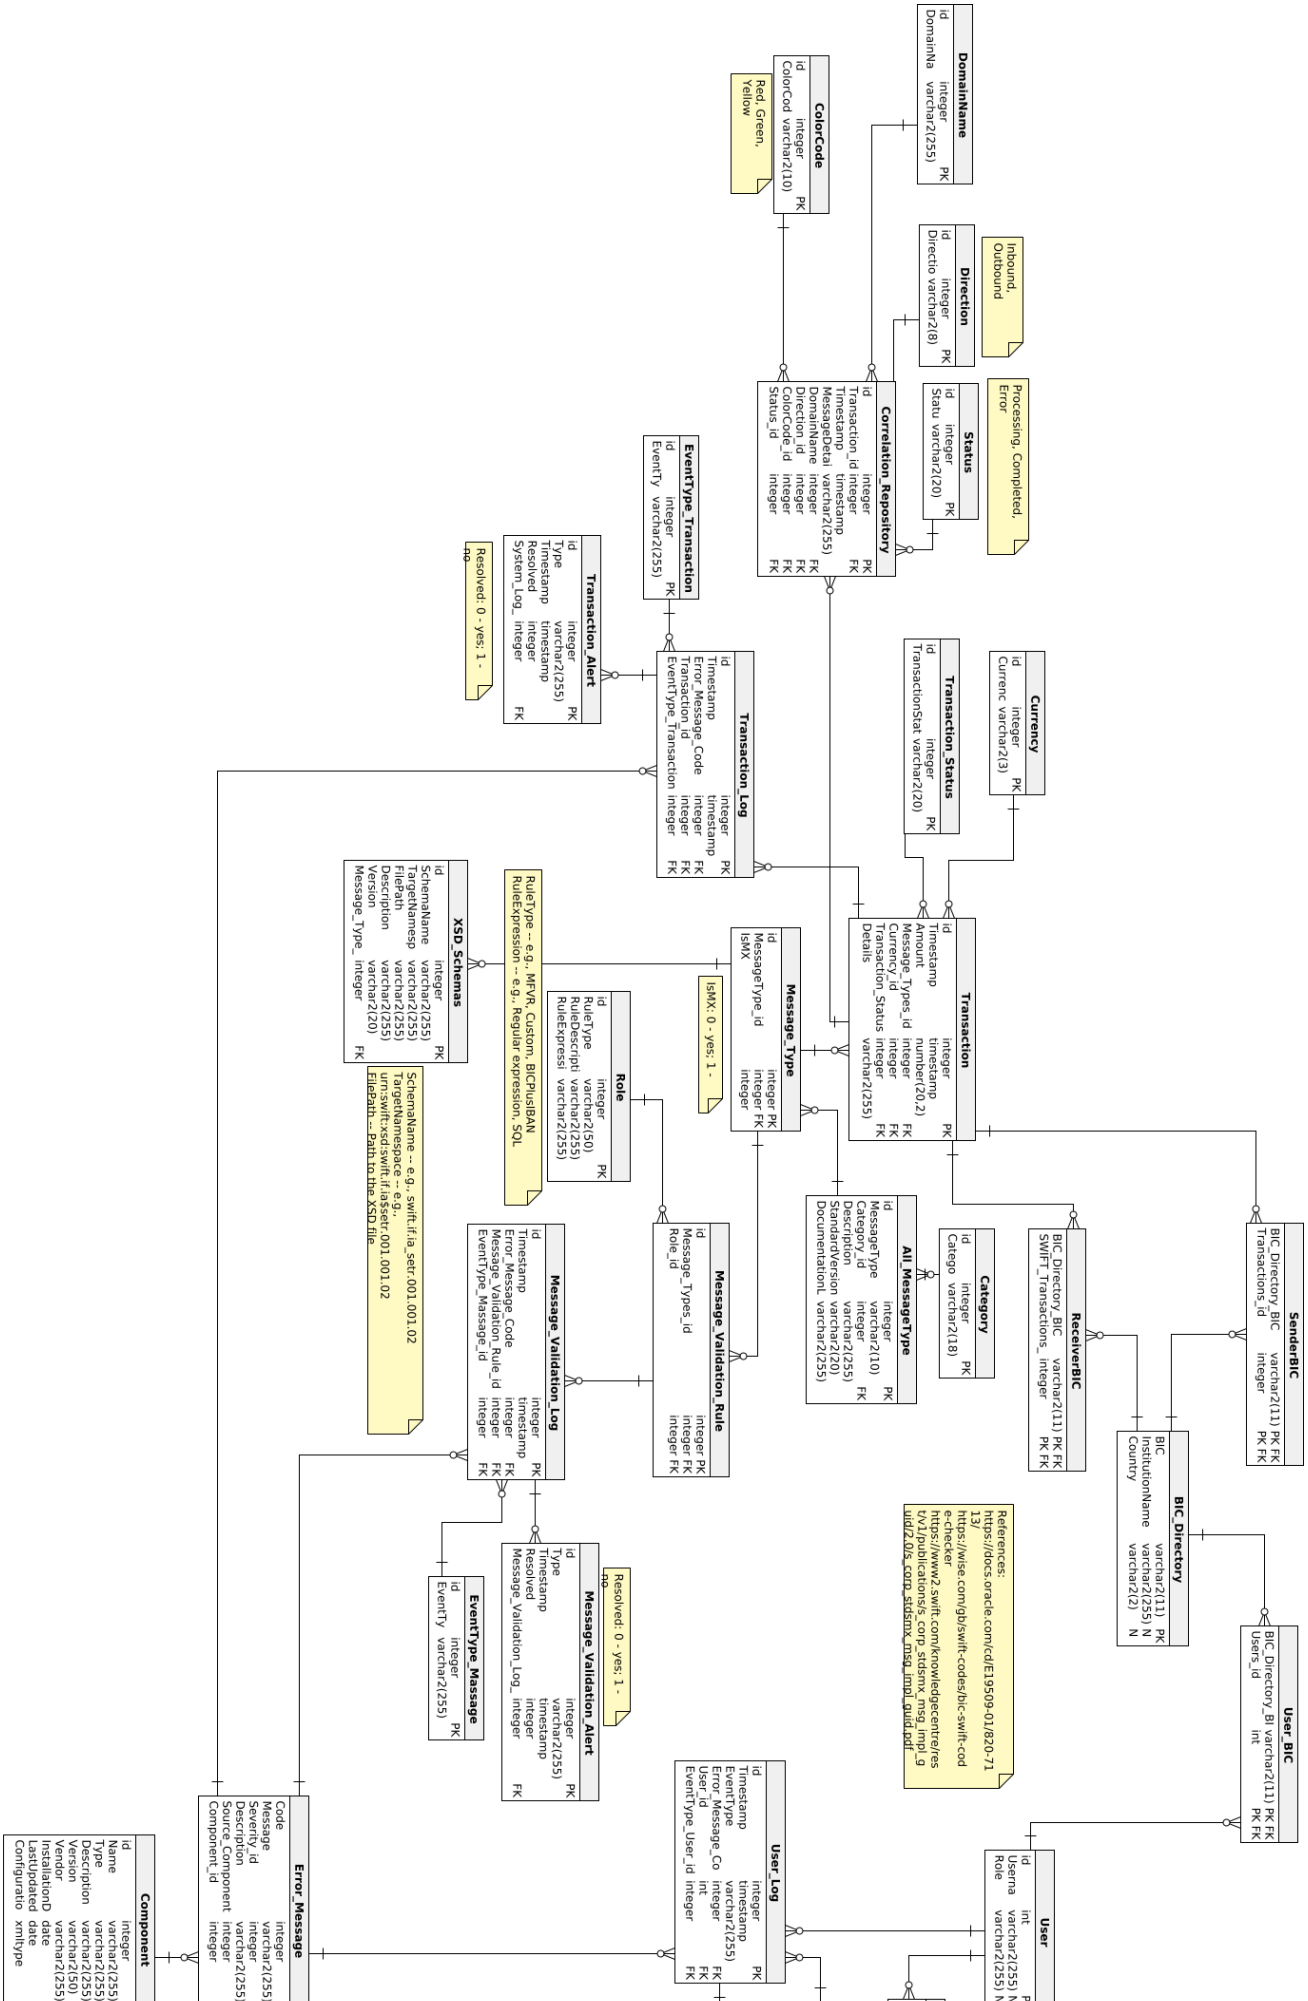 SenderBIC
BIC_Directory_BIC varchar2(11) PK FK
Transactions_id integer PK FK
User_BIC
BIC_Directory_BI varchar2(11) PK FK
Users_id int PK FK
BIC_Directory
BIC varchar2(11) PK
InstitutionName varchar2(255) N
Country varchar2(2) N
ReceiverBIC
BIC_Directory_BIC varchar2(11) PK FK
SWIFT_Transactions_ integer PK FK
Inbound,
Outbound
Processing, Completed,
Error
Currency
id integer PK
Currenc varchar2(3)
User
id int
Userna varchar2(255)
Role varchar2(255)
References:
https://docs.oracle.com/cd/E19509-01/820-71
13/
https://wise.com/gb/swift-codes/bic-swift-cod
e-checker
https://www2.swift.com/knowledgecentre/res
t/v1/publications/s_corp_stdsmx_msg_impl_g
uid/2.0/s_corp_stdsmx_msg_impl_guid.pdf
DomainName
id integer PK
DomainNa varchar2(255)
Direction
id integer PK
Directio varchar2(8)
Status
id integer PK
Statu varchar2(20)
Transaction_Status
id integer PK
TransactionStat varchar2(20)
Transaction
id integer PK
Timestamp timestamp
Amount number(20,2)
Message_Types_id integer FK
Currency_id integer FK
Transaction_Status integer FK
Details varchar2(255)
Category
id integer PK
Catego varchar2(18)
All_MessageType
id integer PK
MessageType varchar2(10)
Category_id integer FK
Description varchar2(255)
StandardVersion varchar2(20)
DocumentationL varchar2(255)
ColorCode
id integer PK
ColorCod varchar2(10)
Red, Green,
Yellow
Correlation_Repository
id integer PK
Transaction_id integer FK
Timestamp timestamp
MessageDetai varchar2(255)
DomainName integer FK
Direction_id integer FK
ColorCode_id integer FK
Status_id integer FK
Message_Type
id integer PK
MessageType_id integer FK
IsMX integer
IsMX: 0 - yes; 1 -
User_Log
id integer PK
Timestamp timestamp
EventType varchar2(255)
Error_Message_Co integer FK
User_id int FK
EventType_User_id integer FK
Transaction_Log
id integer PK
Timestamp timestamp
Error_Message_Code integer FK
Transaction_id integer FK
EventType_Transaction integer FK
Message_Validation_Rule
id integer PK
Message_Types_id integer FK
Role_id integer FK
EventType_Transaction
id integer PK
EventTy varchar2(255)
Role
id integer PK
RuleType varchar2(50)
RuleDescripti varchar2(255)
RuleExpressi varchar2(255)
Resolved: 0 - yes; 1 -
no
Transaction_Alert
id integer PK
Type varchar2(255)
Timestamp timestamp
Resolved integer
System_Log_ integer FK
Resolved: 0 - yes; 1 -
no
RuleType -- e.g., MFVR, Custom, BICPlusIBAN
RuleExpression -- e.g., Regular expression, SQL
Message_Validation_Log
id integer PK
Timestamp timestamp
Error_Message_Code integer FK
Message_Validation_Rule_id integer FK
EventType_Massage_id integer FK
Message_Validation_Alert
id integer PK
Type varchar2(255)
Timestamp timestamp
Resolved integer
Message_Validation_Log_ integer FK
EventType_Massage
id integer PK
EventTy varchar2(255)
XSD_Schemas
id integer PK
SchemaName varchar2(255)
TargetNamesp varchar2(255)
FilePath varchar2(255)
Description varchar2(255)
Version varchar2(20)
Message_Type_ integer FK
SchemaName -- e.g., swift.if.ia_setr.001.001.02
TargetNamespace -- e.g.,
urn:swift:xsd:swift.if.ia$setr.001.001.02
FilePath -- Path to the XSD file
Error_Message
Code integer
Message varchar2(255)
Severity_id integer
Description varchar2(255)
Source_Component integer
Component_id integer
Component
id integer
Name varchar2(255)
Type varchar2(255)
Description varchar2(255)
Version varchar2(50)
Vendor varchar2(255)
InstallationD date
LastUpdated date
Configuratio xmltype